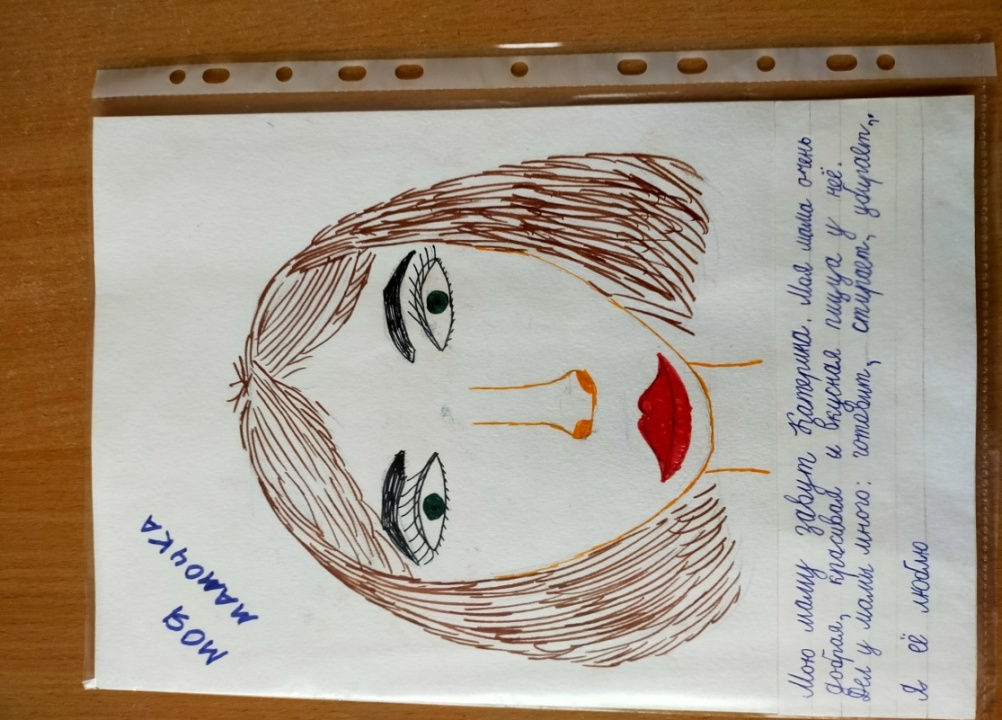 МОЯ
МАМОЧКА
Мою маму зовут Катерина. Моя мама очень
добрая, красивая и вкусная пицца у неё.
Дел у мамы много: готовит, стирает, убирает,.
Я её люблю